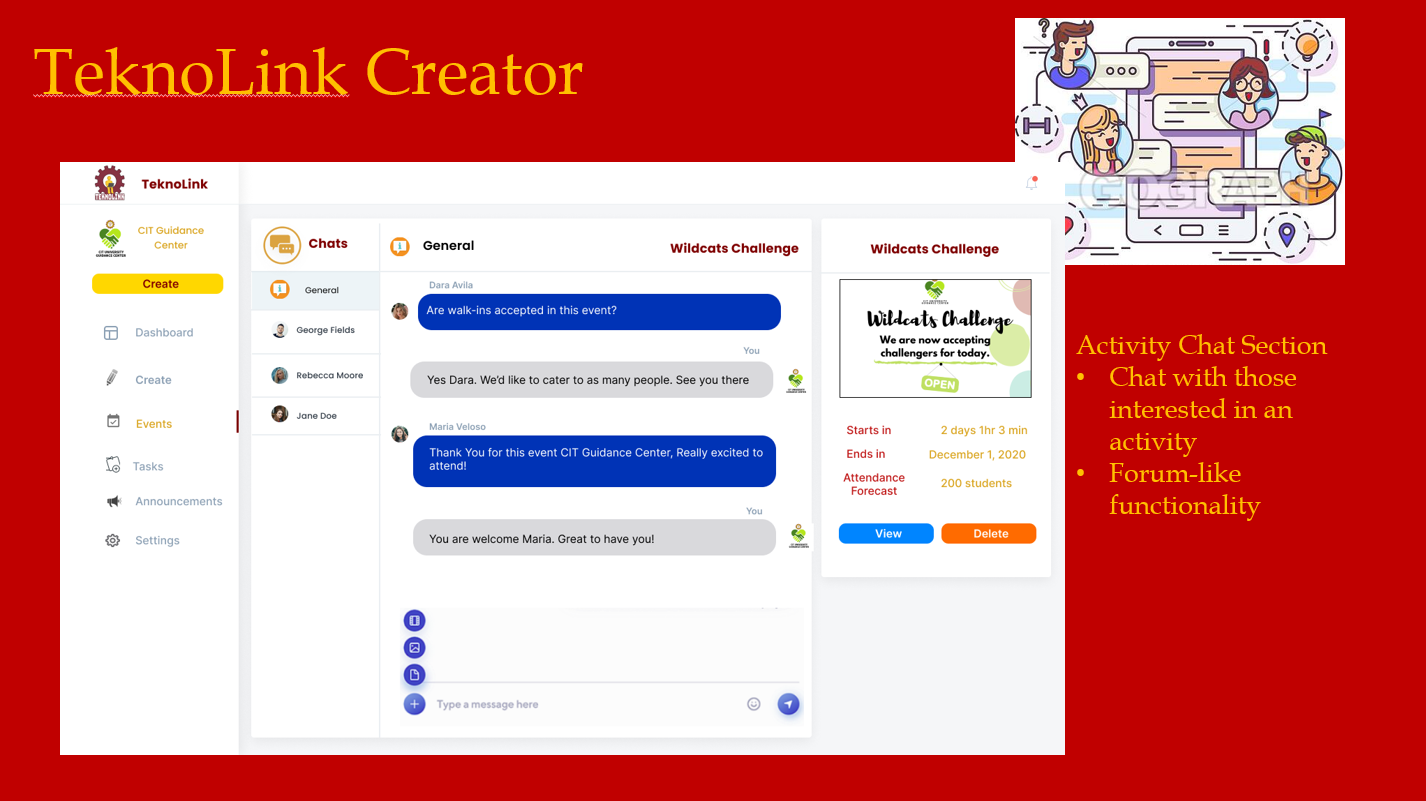 TeknoLink Creator
?
!
GOGRAPH
TEKNOLINK
TeknoLink
CIT UNIVERSITY
GUIDANCE CENTER
CIT Guidance
Center
Create
Dashboard
Create
Events
Tasks
Announcements
Settings
Chats
General
George Fields
Rebecca Moore
Jane Doe
General
Wildcats Challenge
Dara Avila
Are walk-ins accepted in this event?
You
Yes Dara. We'd like to cater to as many people. See you there
Maria Veloso
Thank You for this event CIT Guidance Center, Really excited to
attend!
You
You are welcome Maria. Great to have you!
Type a message here
Wildcats Challenge
Wildcats Challenge
We are now accepting
challengers for today.
OPEN
Starts in 2 days 1hr 3 min
Ends in December 1, 2020
Attendance
Forecast 200 students
View Delete
Activity Chat Section
• Chat with those
interested in an
activity
• Forum-like
functionality